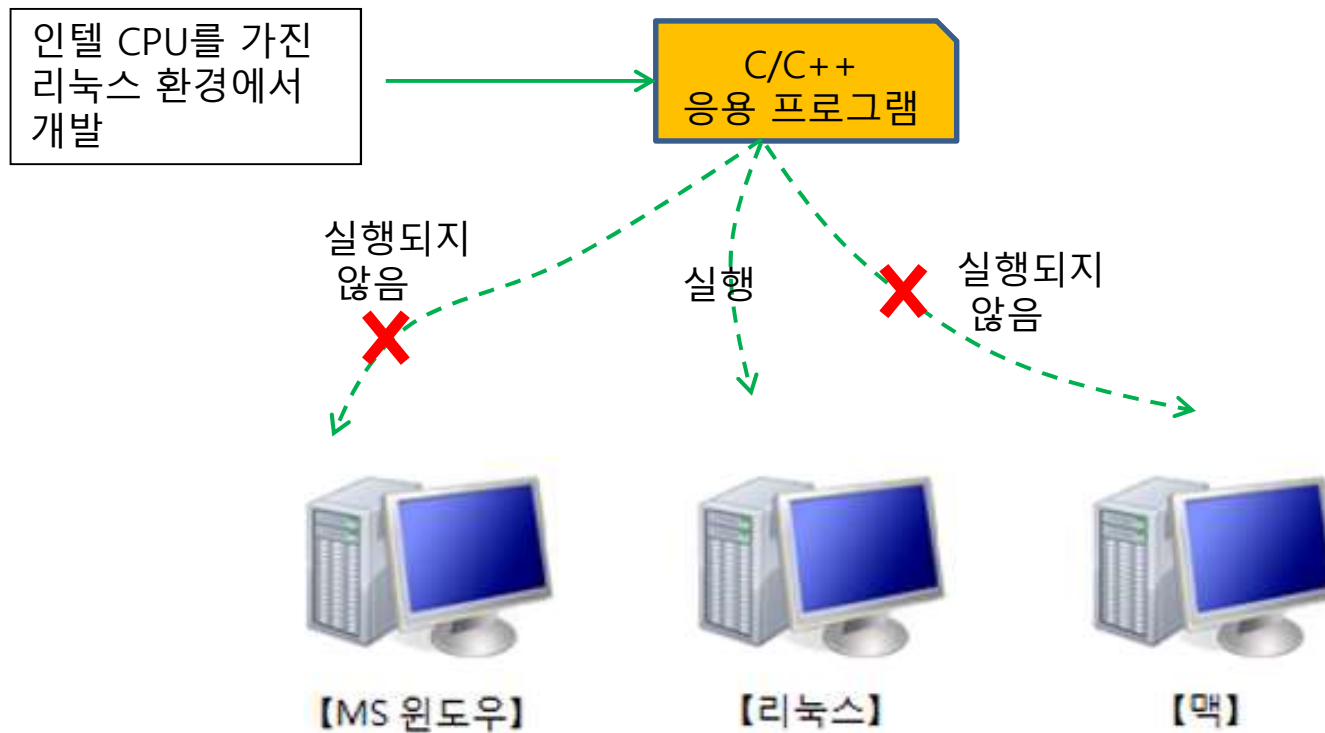 인텔 CPU를 가진
리눅스 환경에서
개발
C/C++
응용 프로그램
실행되지
않음
실행
실행되지
않음
【MS 윈도우】
【리눅스】
【맥】